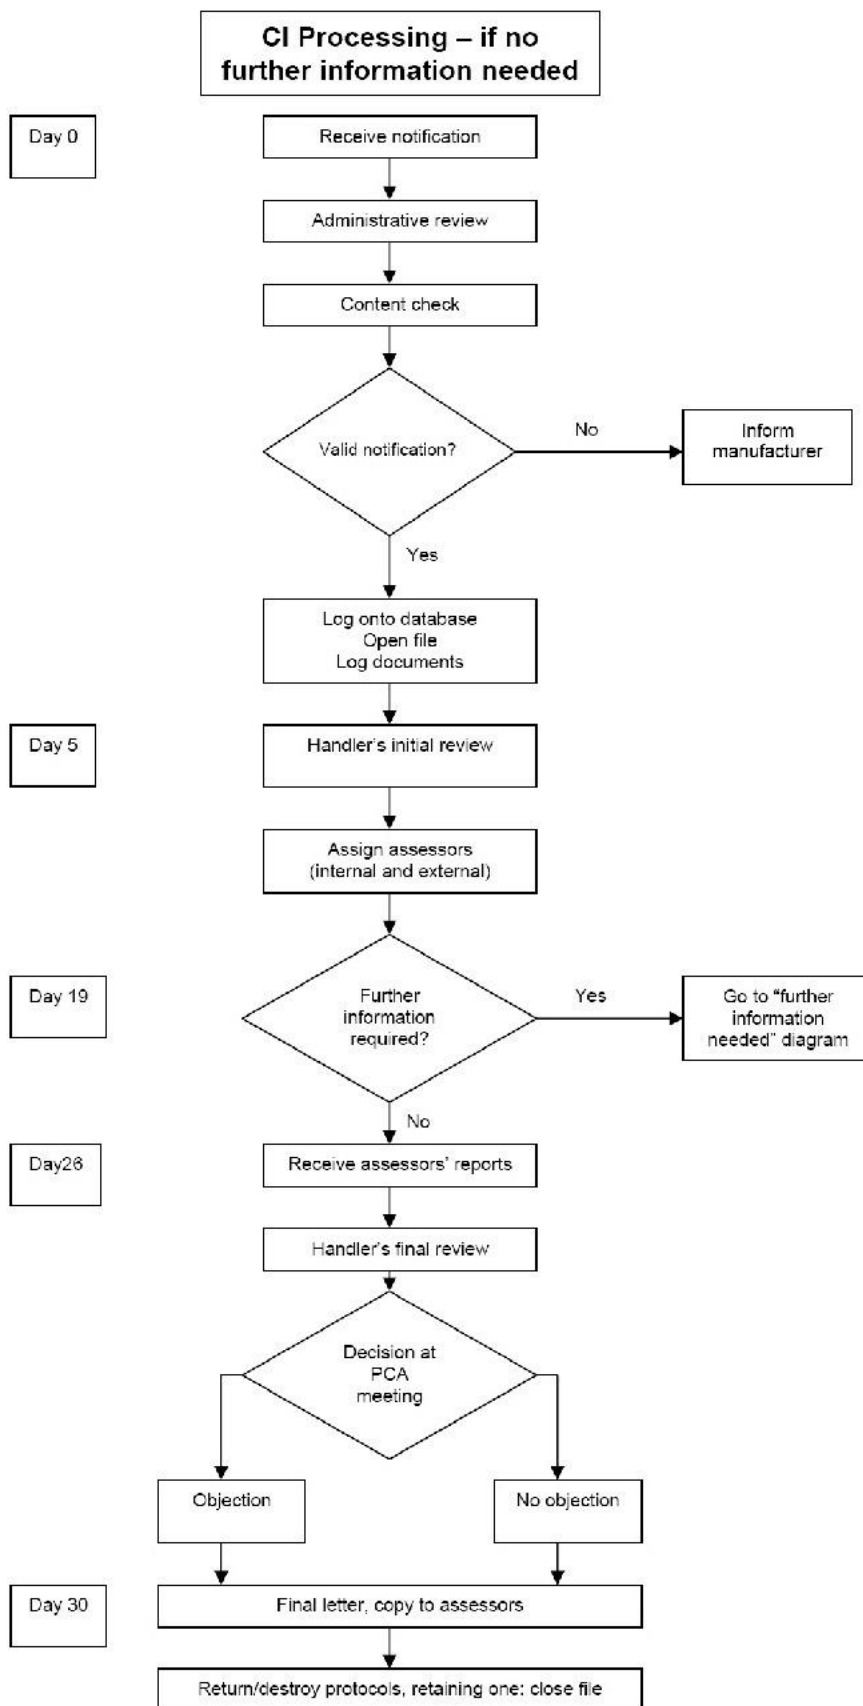 CI Processing – if no
further information needed
Day 0
Receive notification
Administrative review
Content check
Valid notification?
No
Inform
manufacturer
Yes
Log onto database
Open file
Log documents
Day 5
Handler's initial review
Assign assessors
(internal and external)
Day 19
Further
information
required?
Yes
Go to "further
information
needed" diagram
No
Day26
Receive assessors' reports
Handler's final review
Decision at
PCA
meeting
Objection
No objection
Day 30
Final letter, copy to assessors
Return/destroy protocols, retaining one: close file